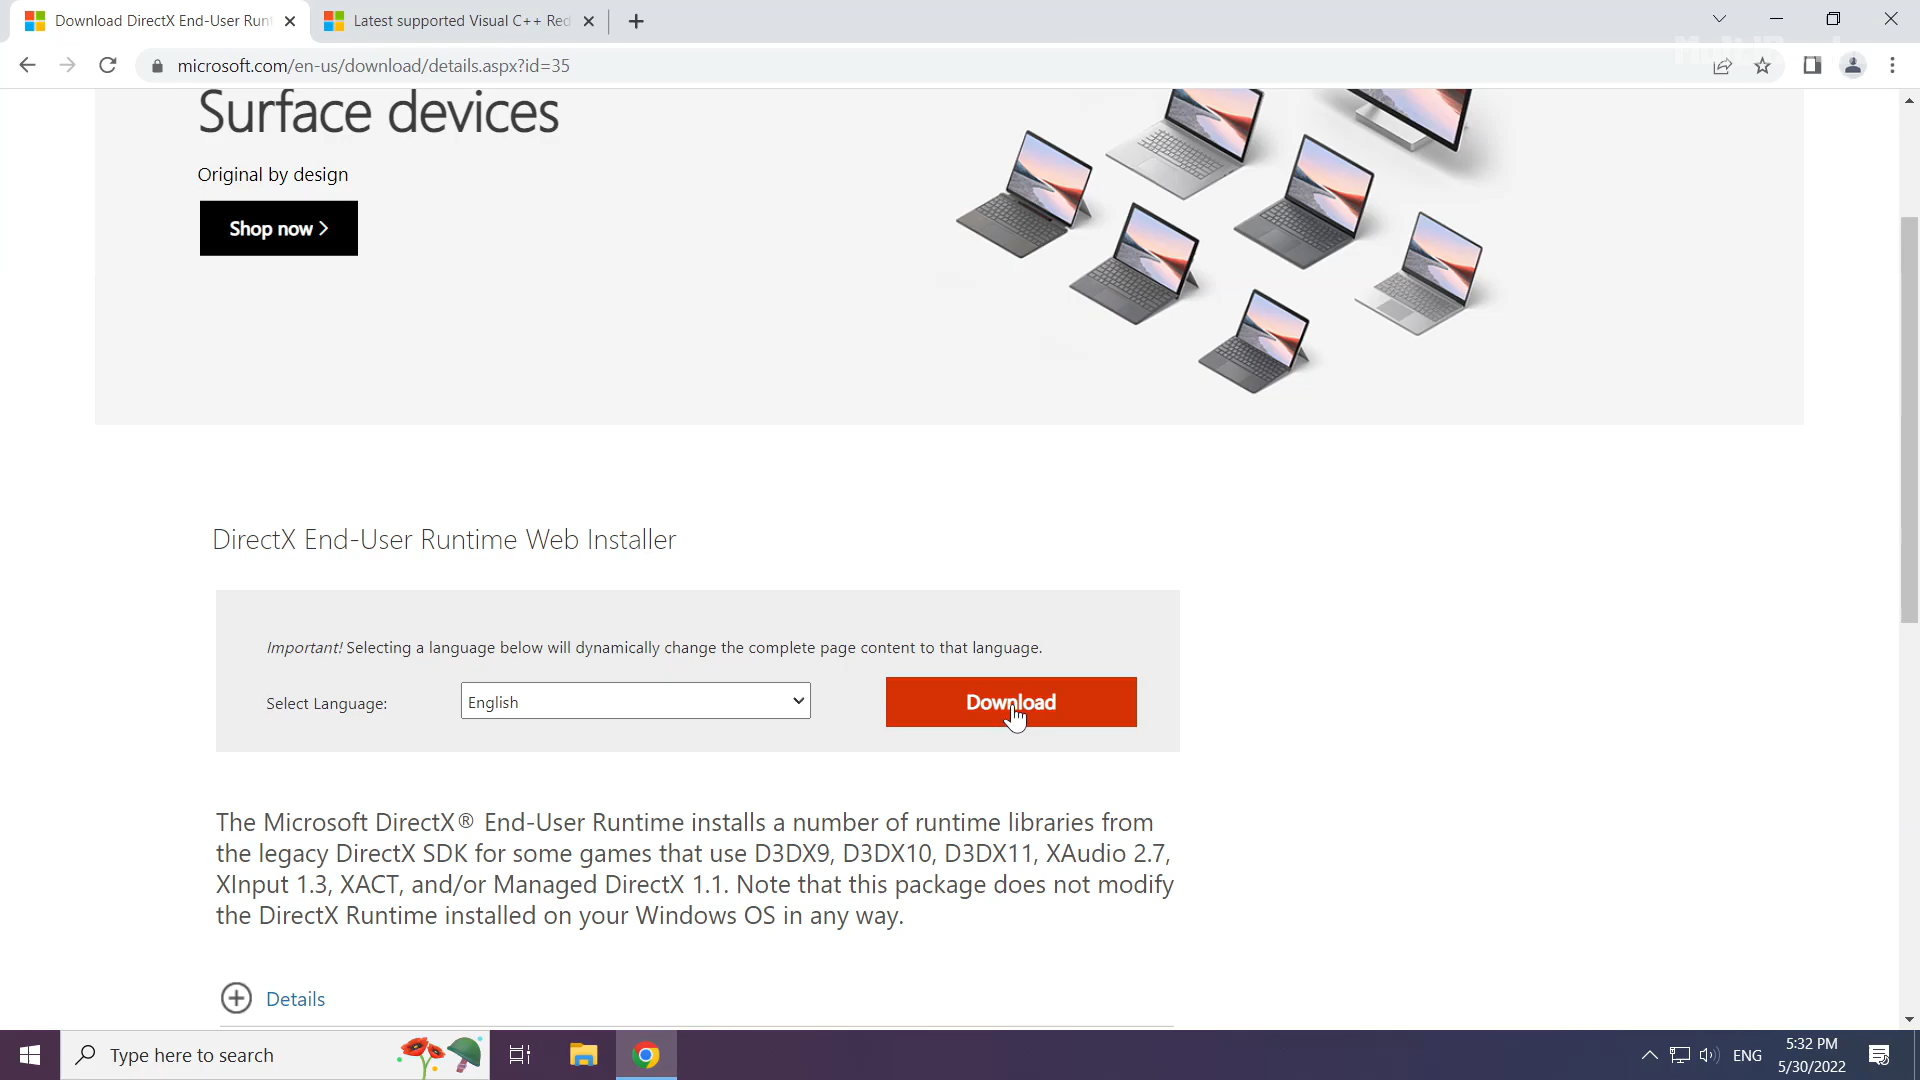 Download DirectX End-User Runt
Latest supported Visual C++ Red
microsoft.com/en-us/download/details.aspx?id=35
Surface devices
Original by design
Shop now >
DirectX End-User Runtime Web Installer
Important! Selecting a language below will dynamically change the complete page content to that language.
Select Language:
English
Download
The Microsoft DirectX® End-User Runtime installs a number of runtime libraries from
the legacy DirectX SDK for some games that use D3DX9, D3DX10, D3DX11, XAudio 2.7,
XInput 1.3, XACT, and/or Managed DirectX 1.1. Note that this package does not modify
the DirectX Runtime installed on your Windows OS in any way.
Details
Type here to search
ENG
5:32 PM
5/30/2022